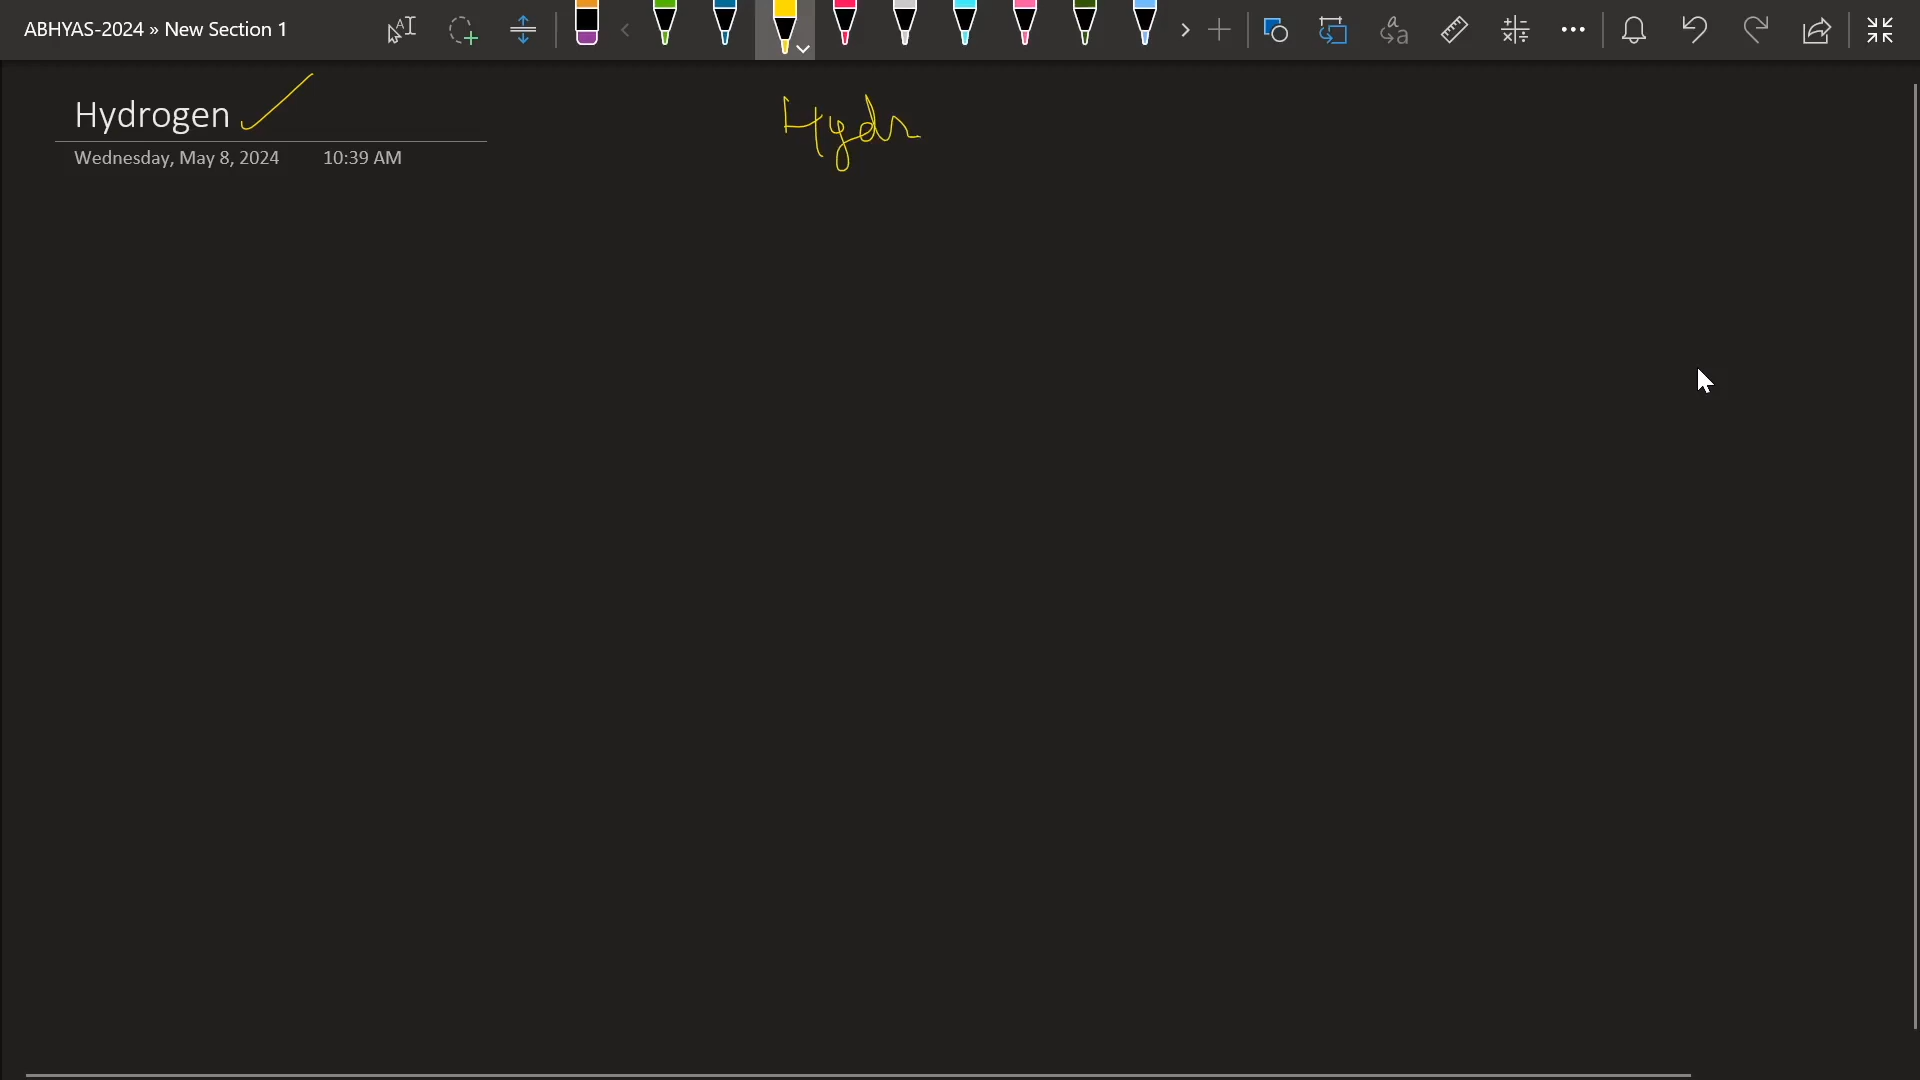 ABHYAS-2024 » New Section 1
Hydrogen
Wednesday, May 8, 2024 10:39 AM
Hydr